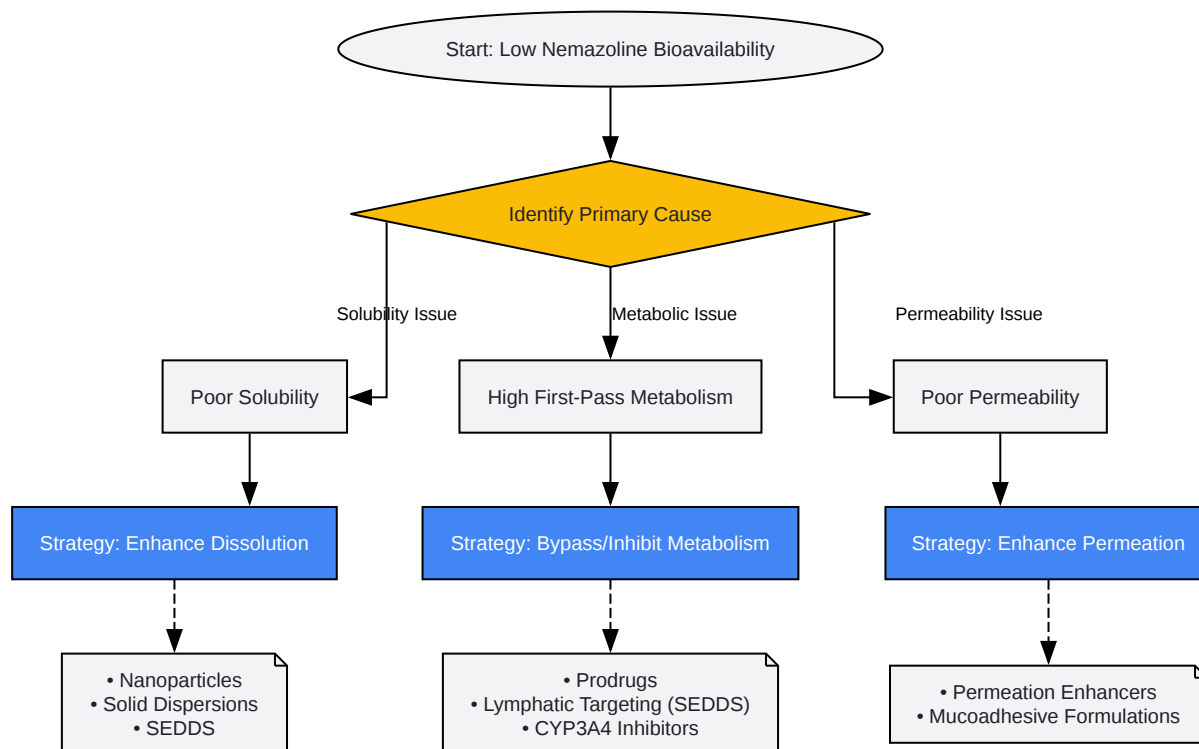 Start: Low Nemazoline Bioavailability
Identify Primary Cause
Solubility Issue
Metabolic Issue
Permeability Issue
Poor Solubility
High First-Pass Metabolism
Poor Permeability
Strategy: Enhance Dissolution
Strategy: Bypass/Inhibit Metabolism
Strategy: Enhance Permeation
• Nanoparticles
• Solid Dispersions
• SEDDS
• Prodrugs
• Lymphatic Targeting (SEDDS)
• CYP3A4 Inhibitors
• Permeation Enhancers
• Mucoadhesive Formulations